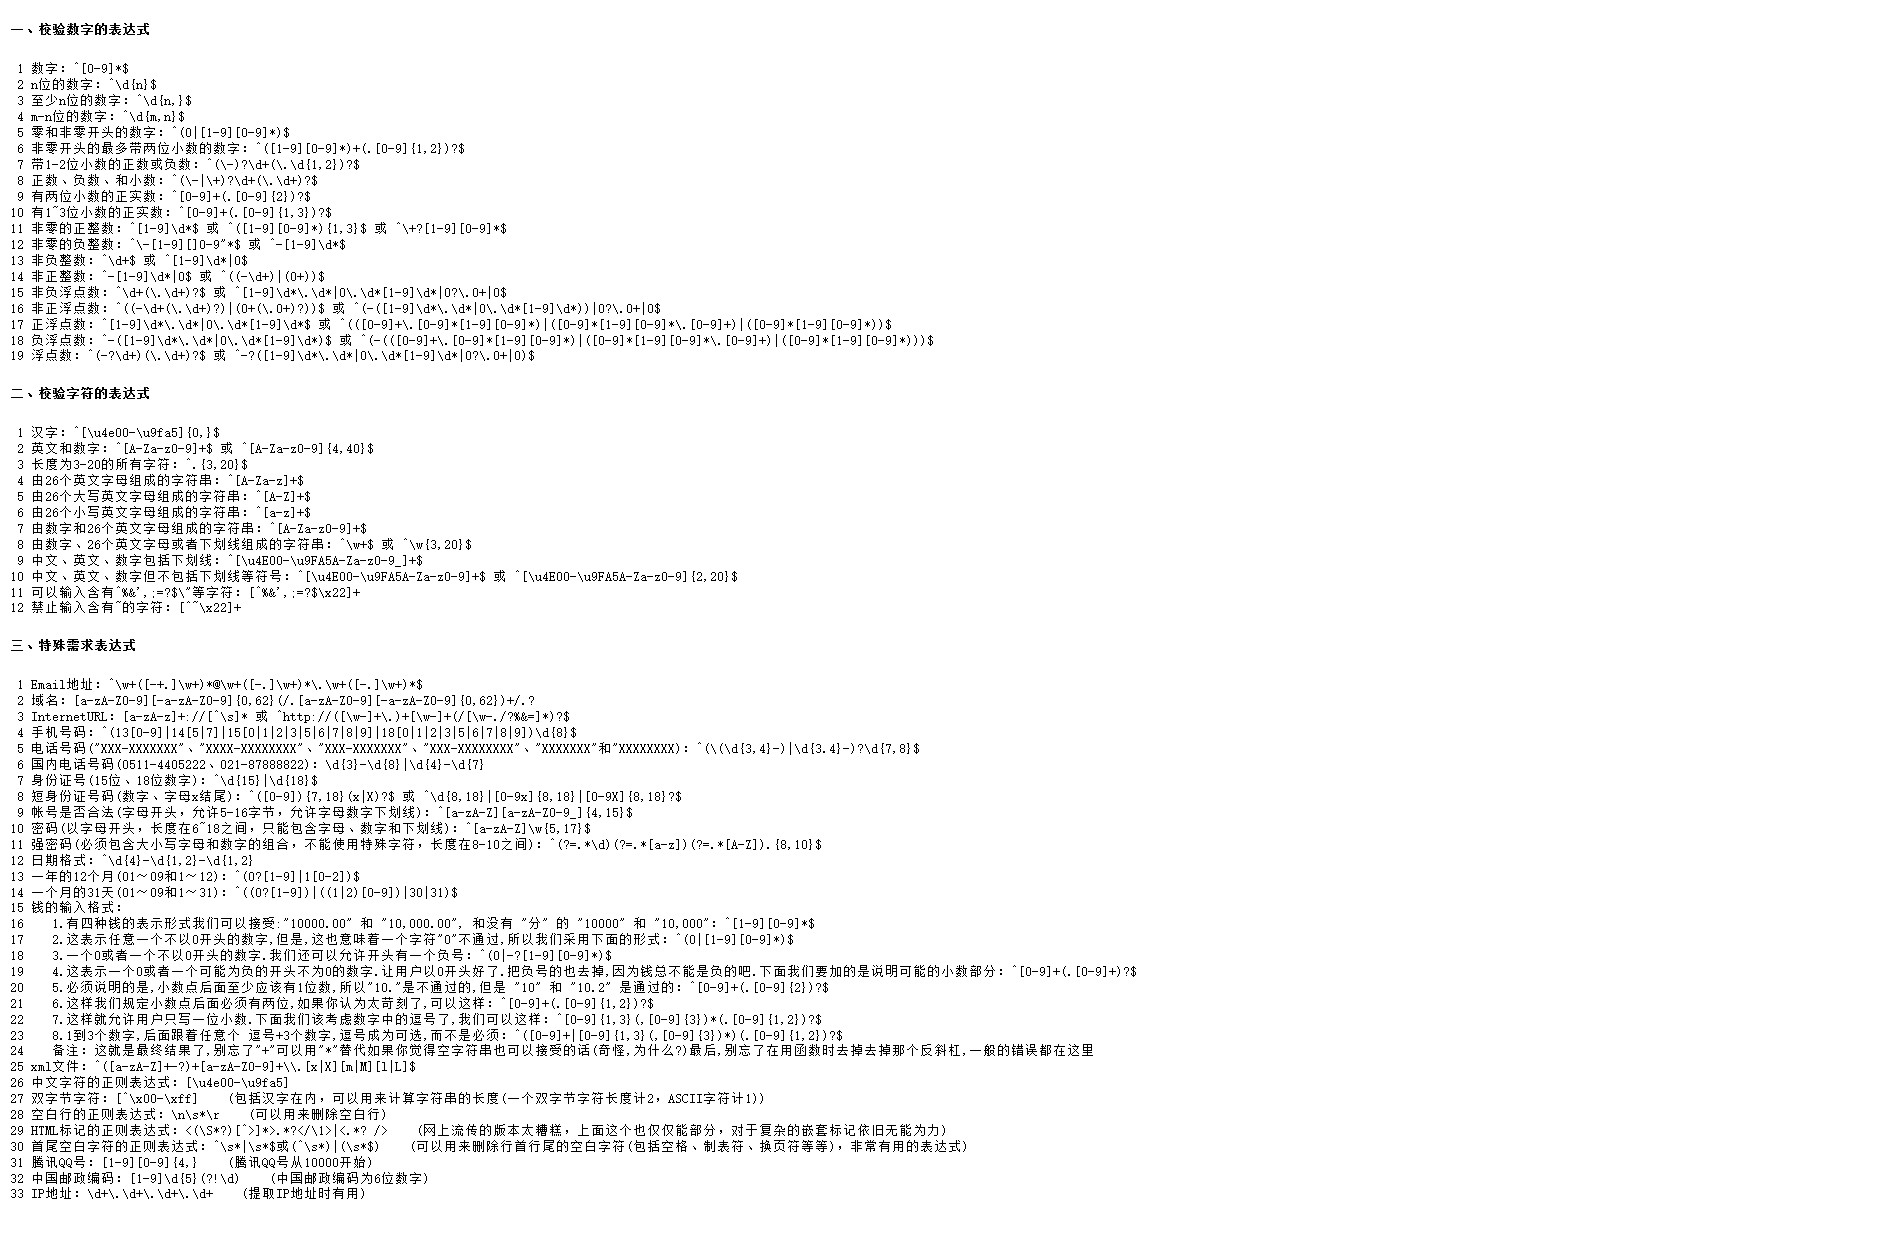 一、校验数字的表达式
1 数字：^[0-9]*$
2 n位的数字：^\d{n}$
3 至少n位的数字：^\d{n,}$
4 m-n位的数字：^\d{m,n}$
5 零和非零开头的数字：^(0|[1-9][0-9]*)$
6 非零开头的最多带两位小数的数字：^([1-9][0-9]*)+(.[0-9]{1,2})?$
7 带1-2位小数的正数或负数：^(\-)?\d+(\.\d{1,2})?$
8 正数、负数、和小数：^(\-|\+)?\d+(\.\d+)?$
9 有两位小数的正实数：^[0-9]+(.[0-9]{2})?$
10 有1~3位小数的正实数：^[0-9]+(.[0-9]{1,3})?$
11 非零的正整数：^[1-9]\d*$ 或 ^([1-9][0-9]*){1,3}$ 或 ^\+?[1-9][0-9]*$
12 非零的负整数：^\-[1-9][]0-9"*$ 或 ^-[1-9]\d*$
13 非负整数：^\d+$ 或 ^[1-9]\d*|0$
14 非正整数：^-[1-9]\d*|0$ 或 ^((-\d+)|(0+))$
15 非负浮点数：^\d+(\.\d+)?$ 或 ^[1-9]\d*\.\d*|0\.\d*[1-9]\d*|0?\.0+|0$
16 非正浮点数：^((-\d+(\.\d+)?)|(0+(\.0+)?))$ 或 ^(-([1-9]\d*\.\d*|0\.\d*[1-9]\d*))|0?\.0+|0$
17 正浮点数：^[1-9]\d*\.\d*|0\.\d*[1-9]\d*$ 或 ^(([0-9]+\.[0-9]*[1-9][0-9]*)|([0-9]*[1-9][0-9]*\.[0-9]+)|([0-9]*[1-9][0-9]*))$
18 负浮点数：^-([1-9]\d*\.\d*|0\.\d*[1-9]\d*)$ 或 ^(-(([0-9]+\.[0-9]*[1-9][0-9]*)|([0-9]*[1-9][0-9]*\.[0-9]+)|([0-9]*[1-9][0-9]*)))$
19 浮点数：^(-?\d+)(\.\d+)?$ 或 ^-?([1-9]\d*\.\d*|0\.\d*[1-9]\d*|0?\.0+|0)$
二、校验字符的表达式
1 汉字：^[\u4e00-\u9fa5]{0,}$
2 英文和数字：^[A-Za-z0-9]+$ 或 ^[A-Za-z0-9]{4,40}$
3 长度为3-20的所有字符：^.{3,20}$
4 由26个英文字母组成的字符串：^[A-Za-z]+$
5 由26个大写英文字母组成的字符串：^[A-Z]+$
6 由26个小写英文字母组成的字符串：^[a-z]+$
7 由数字和26个英文字母组成的字符串：^[A-Za-z0-9]+$
8 由数字、26个英文字母或者下划线组成的字符串：^\w+$ 或 ^\w{3,20}$
9 中文、英文、数字包括下划线：^[\u4E00-\u9FA5A-Za-z0-9_]+$
10 中文、英文、数字但不包括下划线等符号：^[\u4E00-\u9FA5A-Za-z0-9]+$ 或 ^[\u4E00-\u9FA5A-Za-z0-9]{2,20}$
11 可以输入含有^%&',;=?$\"等字符：[^%&',;=?$\x22]+
12 禁止输入含有~的字符：[^~\x22]+
三、特殊需求表达式
1 Email地址：^\w+([-+.]\w+)*@\w+([-.]\w+)*\.\w+([-.]\w+)*$
2 域名：[a-zA-Z0-9][-a-zA-Z0-9]{0,62}(/.[a-zA-Z0-9][-a-zA-Z0-9]{0,62})+/.?
3 InternetURL：[a-zA-z]+://[^\s]* 或 ^http://([\w-]+\.)+[\w-]+(/[\w-./?%&=]*)?$
4 手机号码：^(13[0-9]|14[5|7]|15[0|1|2|3|5|6|7|8|9]|18[0|1|2|3|5|6|7|8|9])\d{8}$
5 电话号码("XXX-XXXXXXX"、"XXXX-XXXXXXXX"、"XXX-XXXXXXX"、"XXX-XXXXXXXX"、"XXXXXXX"和"XXXXXXXX)：^(\(\d{3,4}-)|\d{3.4}-)?\d{7,8}$
6 国内电话号码(0511-4405222、021-87888822)：\d{3}-\d{8}|\d{4}-\d{7}
7 身份证号(15位、18位数字)：^\d{15}|\d{18}$
8 短身份证号码(数字、字母x结尾)：^([0-9]){7,18}(x|X)?$ 或 ^\d{8,18}|[0-9x]{8,18}|[0-9X]{8,18}?$
9 帐号是否合法(字母开头，允许5-16字节，允许字母数字下划线)：^[a-zA-Z][a-zA-Z0-9_]{4,15}$
10 密码(以字母开头，长度在6~18之间，只能包含字母、数字和下划线)：^[a-zA-Z]\w{5,17}$
11 强密码(必须包含大小写字母和数字的组合，不能使用特殊字符，长度在8-10之间)：^(?=.*\d)(?=.*[a-z])(?=.*[A-Z]).{8,10}$
12 日期格式：^\d{4}-\d{1,2}-\d{1,2}
13 一年的12个月(01～09和1～12)：^(0?[1-9]|1[0-2])$
14 一个月的31天(01～09和1～31)：^((0?[1-9])|((1|2)[0-9])|30|31)$
15 钱的输入格式：
16 1.有四种钱的表示形式我们可以接受:"10000.00" 和 "10,000.00", 和没有 "分" 的 "10000" 和 "10,000"：^[1-9][0-9]*$
17 2.这表示任意一个不以0开头的数字,但是,这也意味着一个字符"0"不通过,所以我们采用下面的形式：^(0|[1-9][0-9]*)$
18 3.一个0或者一个不以0开头的数字.我们还可以允许开头有一个负号：^(0|-?[1-9][0-9]*)$
19 4.这表示一个0或者一个可能为负的开头不为0的数字.让用户以0开头好了.把负号的也去掉,因为钱总不能是负的吧.下面我们要加的是说明可能的小数部分：^[0-9]+(.[0-9]+)?$
20 5.必须说明的是,小数点后面至少应该有1位数,所以"10."是不通过的,但是 "10" 和 "10.2" 是通过的：^[0-9]+(.[0-9]{2})?$
21 6.这样我们规定小数点后面必须有两位,如果你认为太苛刻了,可以这样：^[0-9]+(.[0-9]{1,2})?$
22 7.这样就允许用户只写一位小数.下面我们该考虑数字中的逗号了,我们可以这样：^[0-9]{1,3}(,[0-9]{3})*(.[0-9]{1,2})?$
23 8.1到3个数字,后面跟着任意个 逗号+3个数字,逗号成为可选,而不是必须：^([0-9]+|[0-9]{1,3}(,[0-9]{3})*)(.[0-9]{1,2})?$
24 备注：这就是最终结果了,别忘了"+"可以用"*"替代如果你觉得空字符串也可以接受的话(奇怪,为什么?)最后,别忘了在用函数时去掉去掉那个反斜杠,一般的错误都在这里
25 xml文件：^([a-zA-Z]+-?)+[a-zA-Z0-9]+\\.[x|X][m|M][l|L]$
26 中文字符的正则表达式：[\u4e00-\u9fa5]
27 双字节字符：[^\x00-\xff] (包括汉字在内，可以用来计算字符串的长度(一个双字节字符长度计2，ASCII字符计1))
28 空白行的正则表达式：\n\s*\r (可以用来删除空白行)
29 HTML标记的正则表达式：<(\S*?)[^>]*>.*?</\1>|<.*? /> (网上流传的版本太糟糕，上面这个也仅仅能部分，对于复杂的嵌套标记依旧无能为力)
30 首尾空白字符的正则表达式：^\s*|\s*$或(^\s*)|(\s*$) (可以用来删除行首行尾的空白字符(包括空格、制表符、换页符等等)，非常有用的表达式)
31 腾讯QQ号：[1-9][0-9]{4,} (腾讯QQ号从10000开始)
32 中国邮政编码：[1-9]\d{5}(?!\d) (中国邮政编码为6位数字)
33 IP地址：\d+\.\d+\.\d+\.\d+ (提取IP地址时有用)